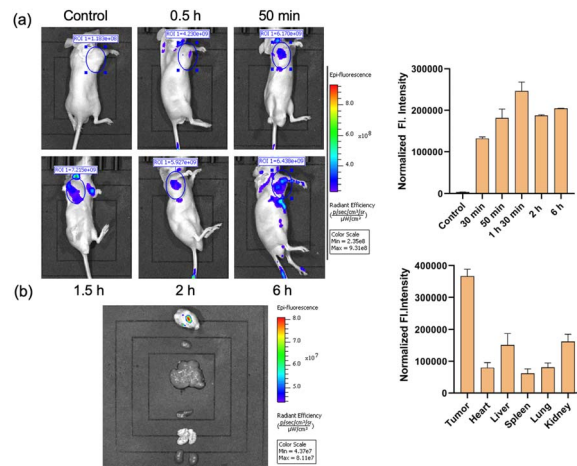 (a)
Control
0.5 h
50 min
ROI 1=1.193e+08
ROI 1=4.230e+09
ROI 1=6.170e+09
Epi-fluorescence
8.0
6.0
x10⁸
4.0
ROI 1=7.215e+09
ROI 1=5.927e+09
ROI 1=6.438e+09
Radiant Efficiency
(p/sec/cm²/sr / µW/cm²)
Color Scale
Min = 2.35e8
Max = 9.31e8
1.5 h
2 h
6 h
Normalized Fl. Intensity
300000
200000
100000
0
Control
30 min
50 min
1 h 30 min
2 h
6 h
(b)
Epi-fluorescence
8.0
7.0
6.0
x10⁷
5.0
Radiant Efficiency
(p/sec/cm²/sr / µW/cm²)
Color Scale
Min = 4.37e7
Max = 8.11e7
Normalized Fl.Intensity
400000
300000
200000
100000
0
Tumor
Heart
Liver
Spleen
Lung
Kidney